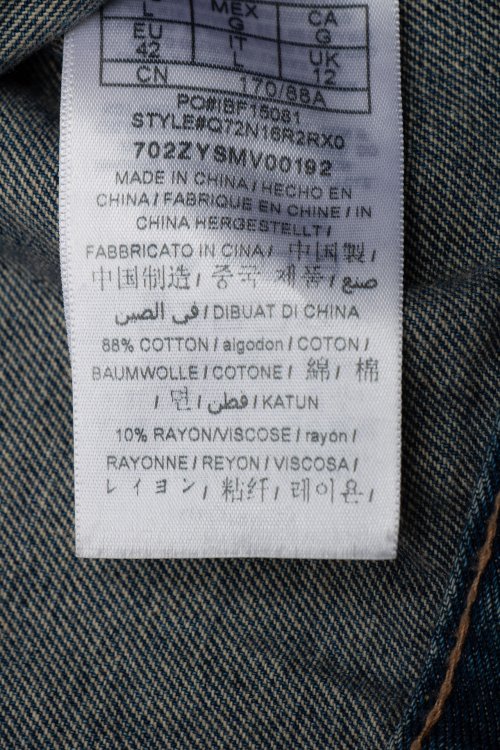 L MEX CA
EU G G
42 IT UK
L 12
CN 170/88A
PO#IBF15081
STYLE#Q72N16R2RX0
702ZYSMV00192
MADE IN CHINA / HECHO EN
CHINA / FABRIQUE EN CHINE / IN
CHINA HERGESTELLT /
FABBRICATO IN CINA / 中国製 /
中国制造 / 중국 제품 / صنع
في الصين / DIBUAT DI CHINA
88% COTTON / algodon / COTON /
BAUMWOLLE / COTONE / 綿 / 棉
/ 면 / قطن / KATUN
10% RAYON/VISCOSE / rayón /
RAYONNE / REYON / VISCOSA /
レイヨン / 粘纤 / 레이온 /